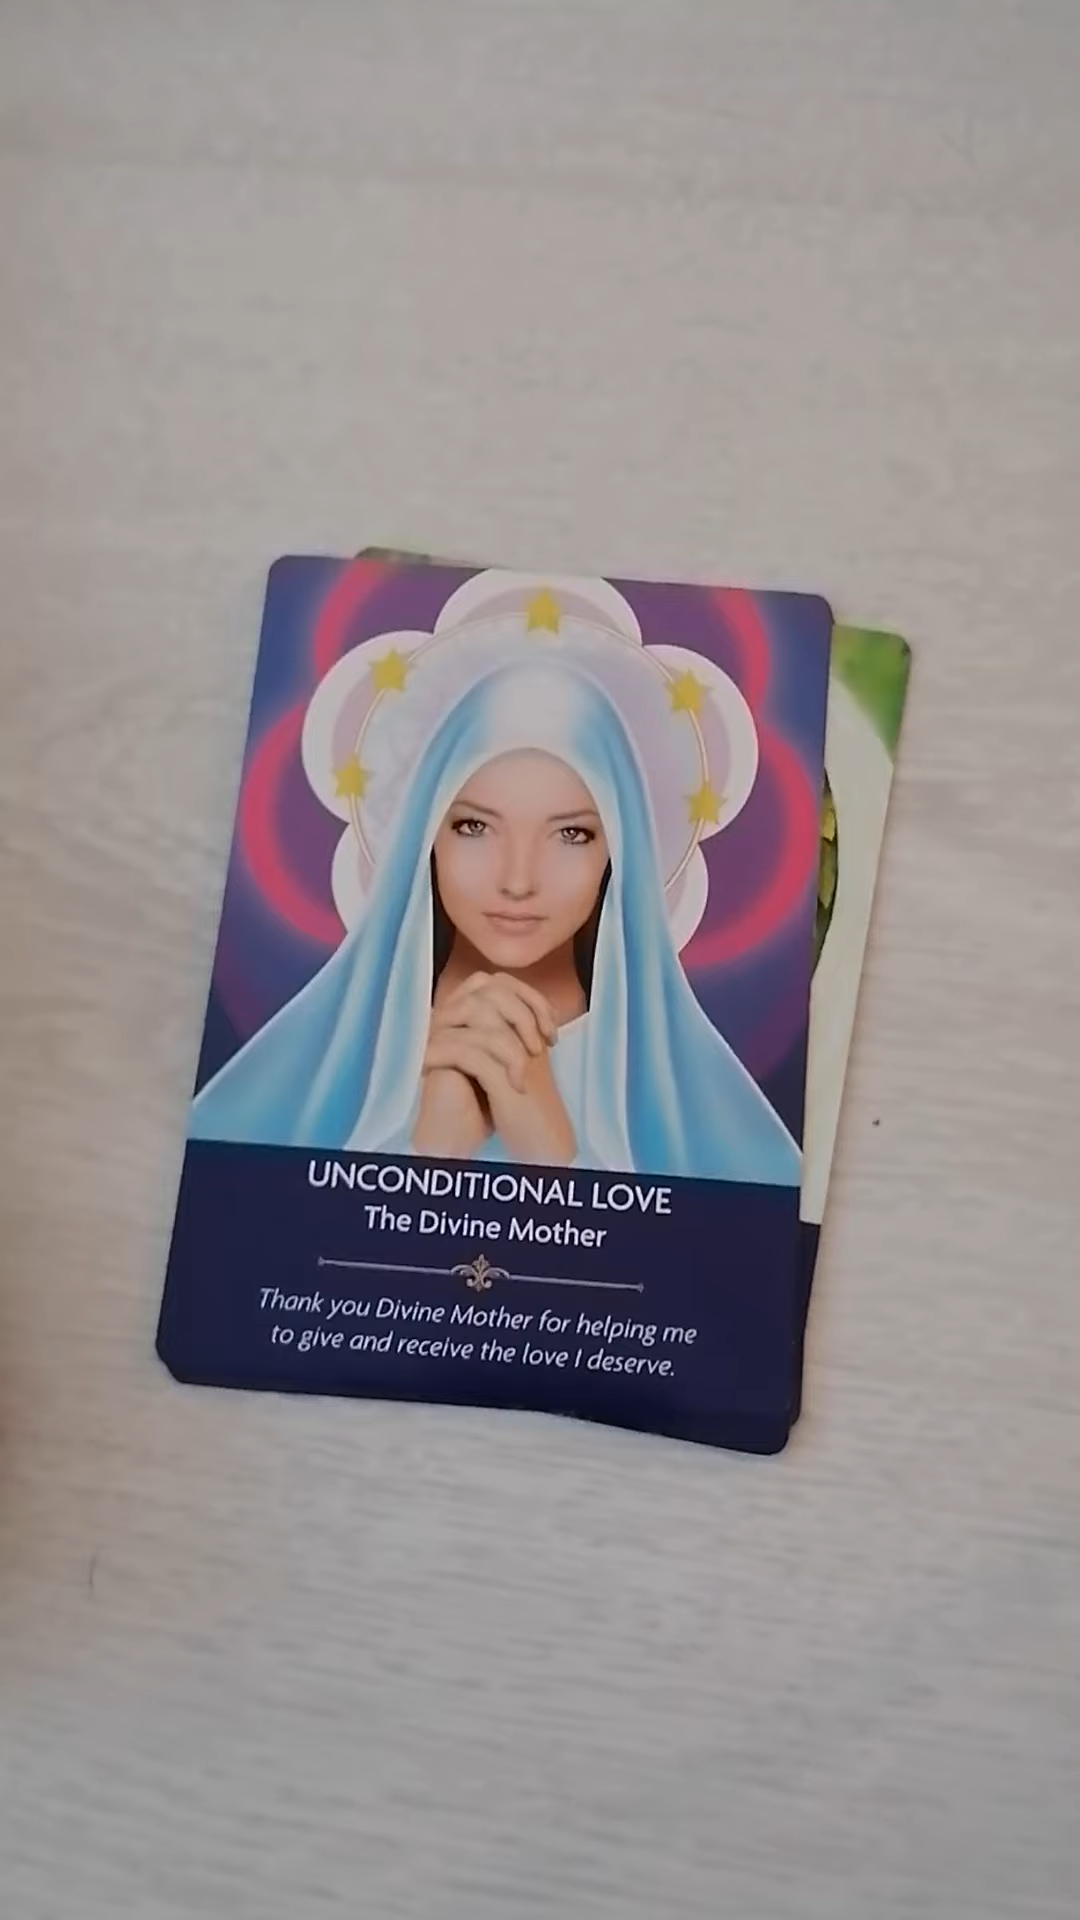 UNCONDITIONAL LOVE
The Divine Mother
Thank you Divine Mother for helping me
to give and receive the love I deserve.